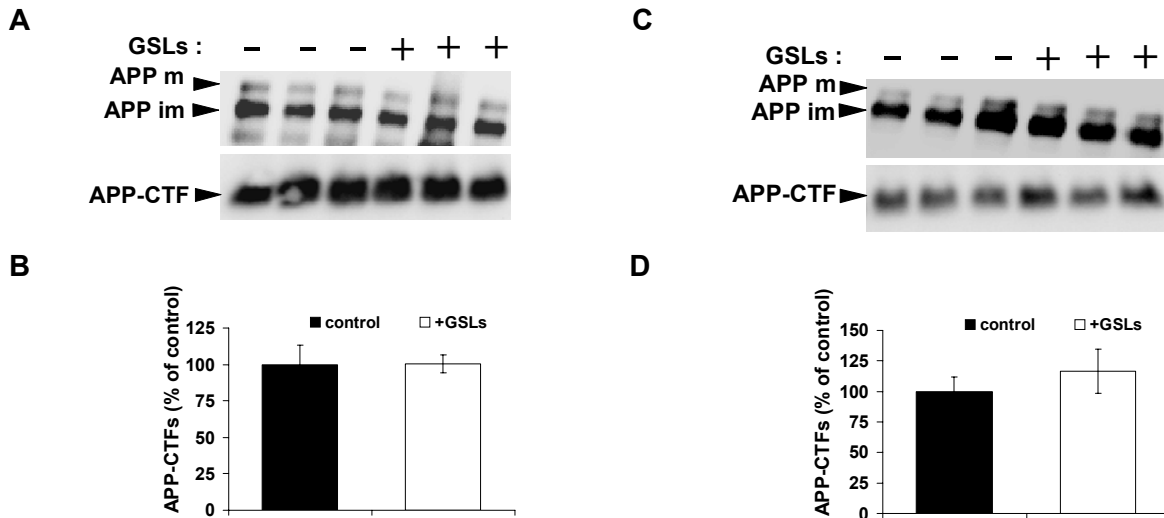 A
GSLs : − − − + + +
APP m
APP im
APP-CTF
B
APP-CTFs (% of control)
control +GSLs
125
100
75
50
25
0
C
GSLs : − − − + + +
APP m
APP im
APP-CTF
D
APP-CTFs (% of control)
control +GSLs
150
125
100
75
50
25
0